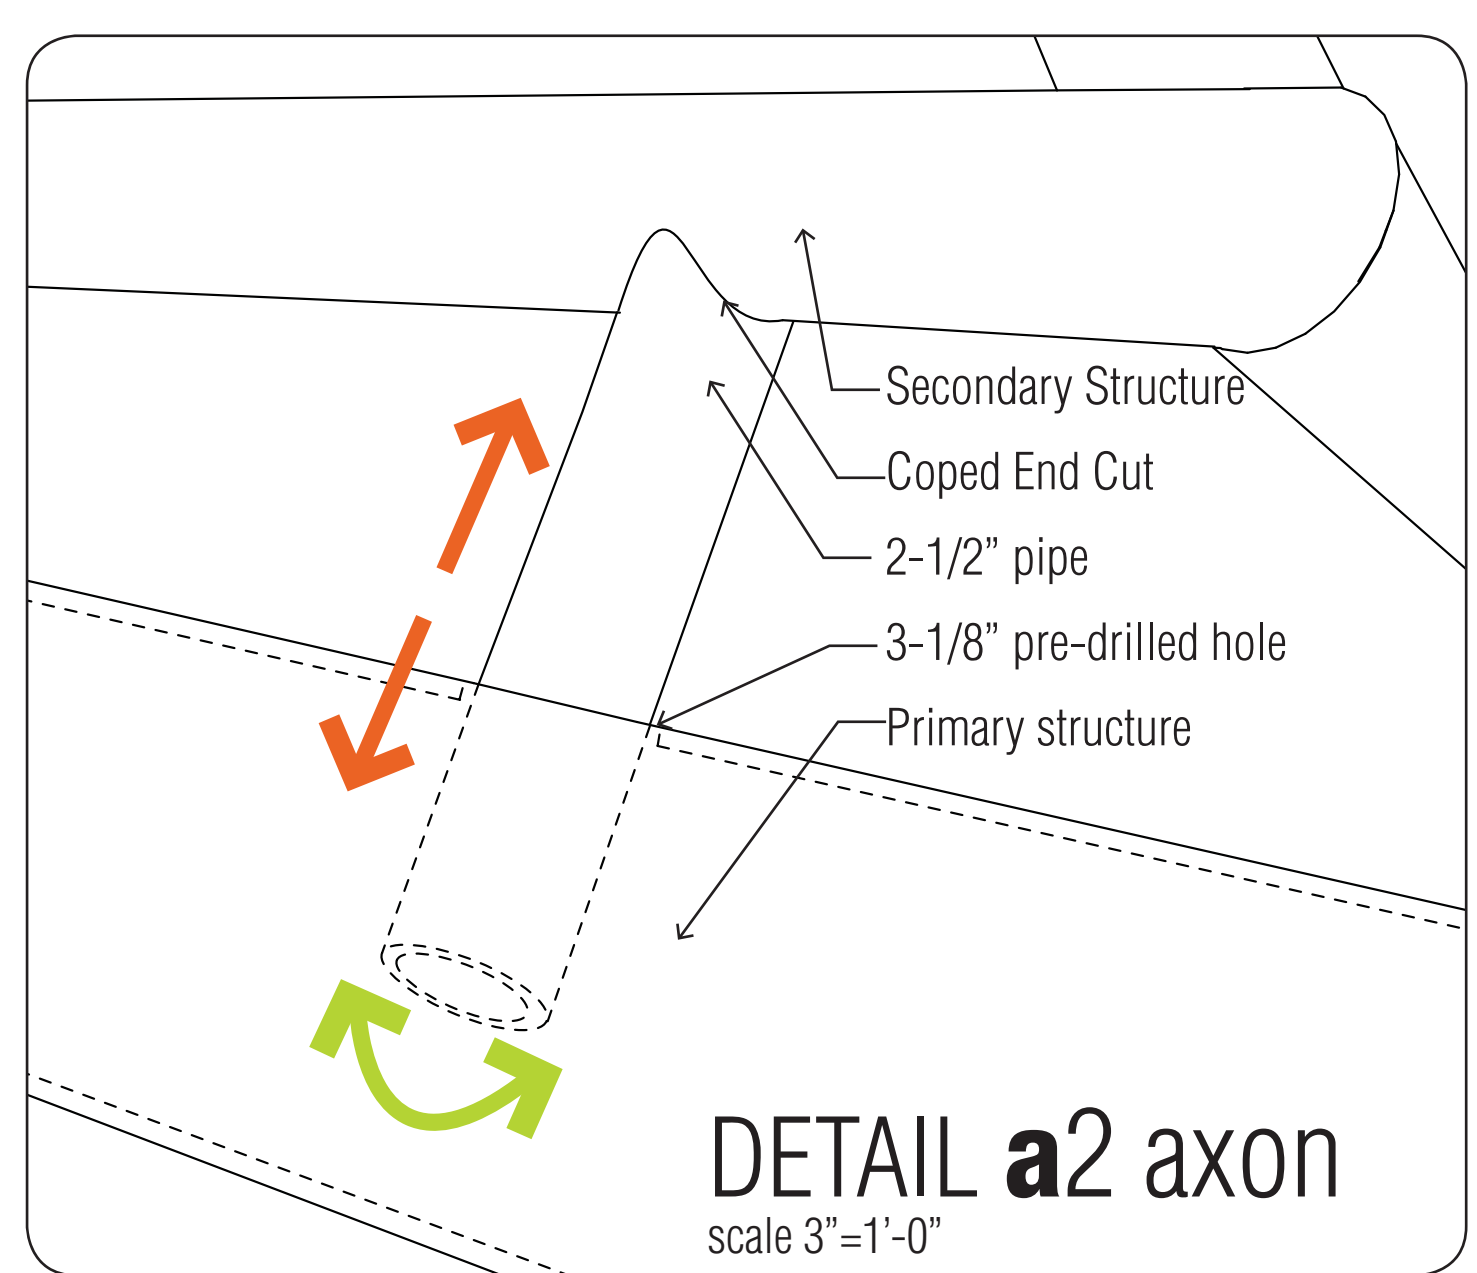 Secondary Structure
Coped End Cut
2-1/2” pipe
3-1/8” pre-drilled hole
Primary structure
DETAIL a2 axon
scale 3”=1’-0”